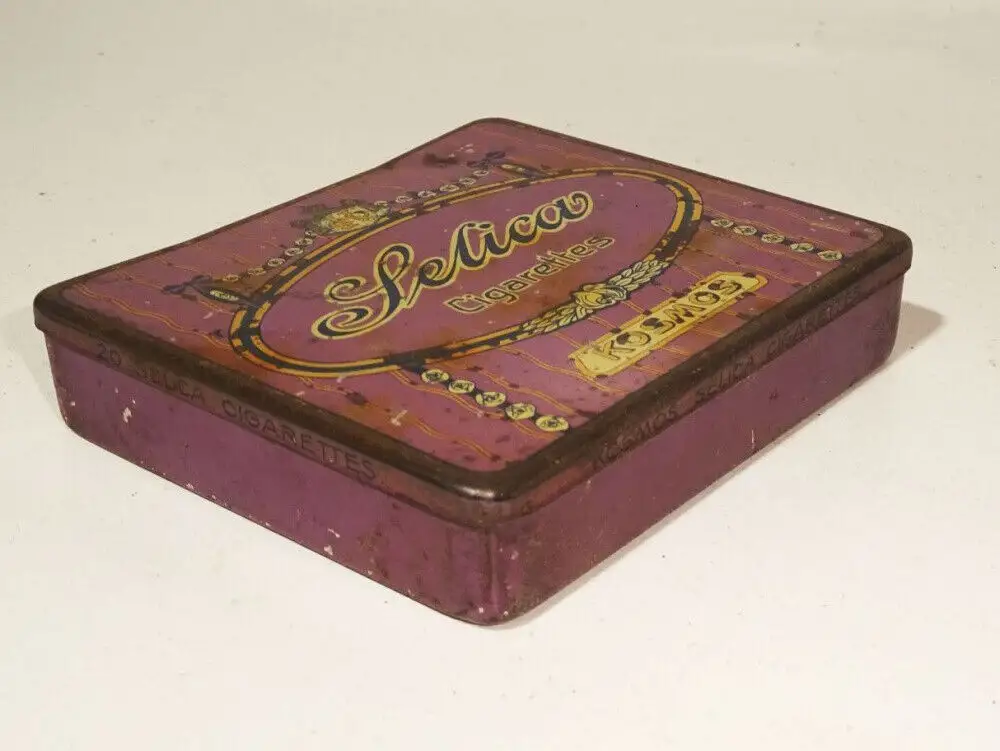 Selica
Cigarettes
KOSMOS
20 SELICA CIGARETTES
KOSMOS SELICA CIGARETTES